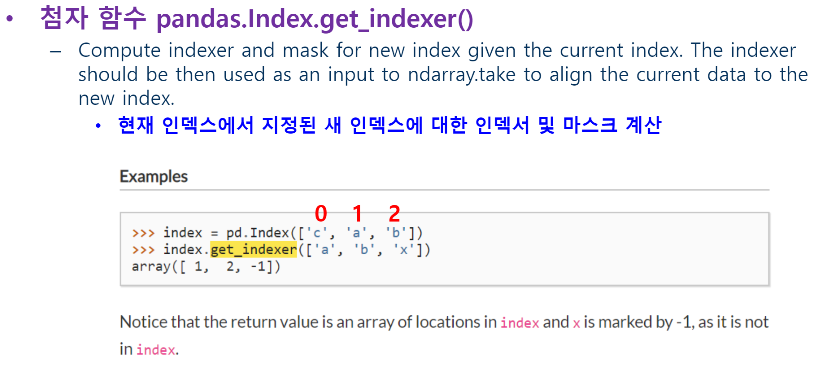 • 첨자 함수 pandas.Index.get_indexer()
– Compute indexer and mask for new index given the current index. The indexer
should be then used as an input to ndarray.take to align the current data to the
new index.
• 현재 인덱스에서 지정된 새 인덱스에 대한 인덱서 및 마스크 계산
Examples
0 1 2
>>> index = pd.Index(['c', 'a', 'b'])
>>> index.get_indexer(['a', 'b', 'x'])
array([ 1,  2, -1])
Notice that the return value is an array of locations in index and x is marked by -1, as it is not
in index.